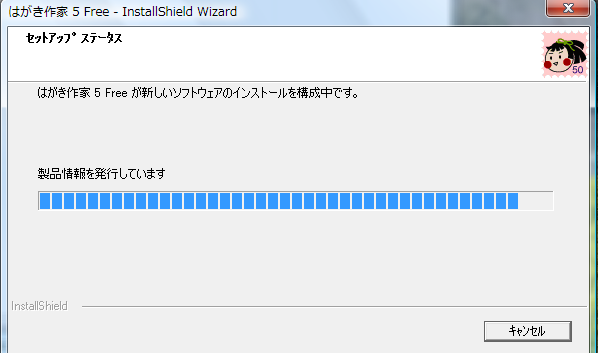 はがき作家 5 Free - InstallShield Wizard
ｾｯﾄｱｯﾌﾟ ｽﾃｰﾀｽ
50
はがき作家 5 Free が新しいソフトウェアのインストールを構成中です。
製品情報を発行しています
InstallShield
ｷｬﾝｾﾙ